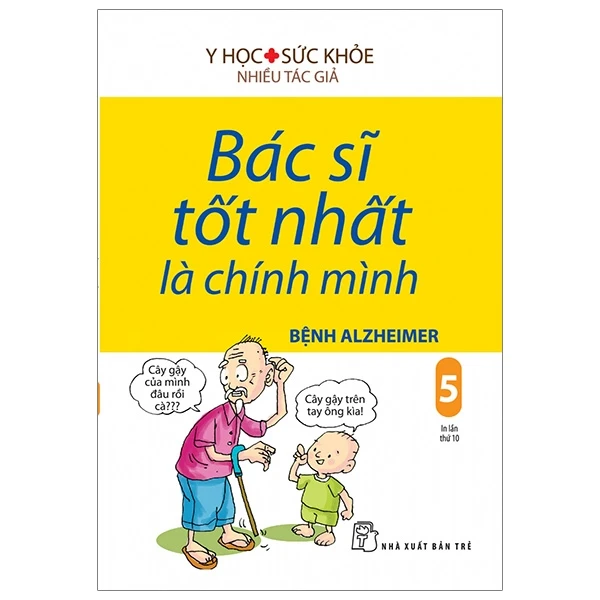 Y HỌC SỨC KHỎE
NHIỀU TÁC GIẢ
Bác sĩ
tốt nhất
là chính mình
BỆNH ALZHEIMER
Cây gậy
của mình
đâu rồi
cà???
Cây gậy trên
tay ông kìa!
5
In lần
thứ 10
NHÀ XUẤT BẢN TRẺ